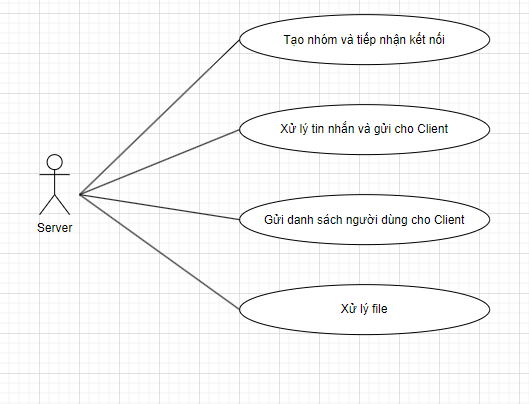 Tạo nhóm và tiếp nhận kết nối
Xử lý tin nhắn và gửi cho Client
Server
Gửi danh sách người dùng cho Client
Xử lý file